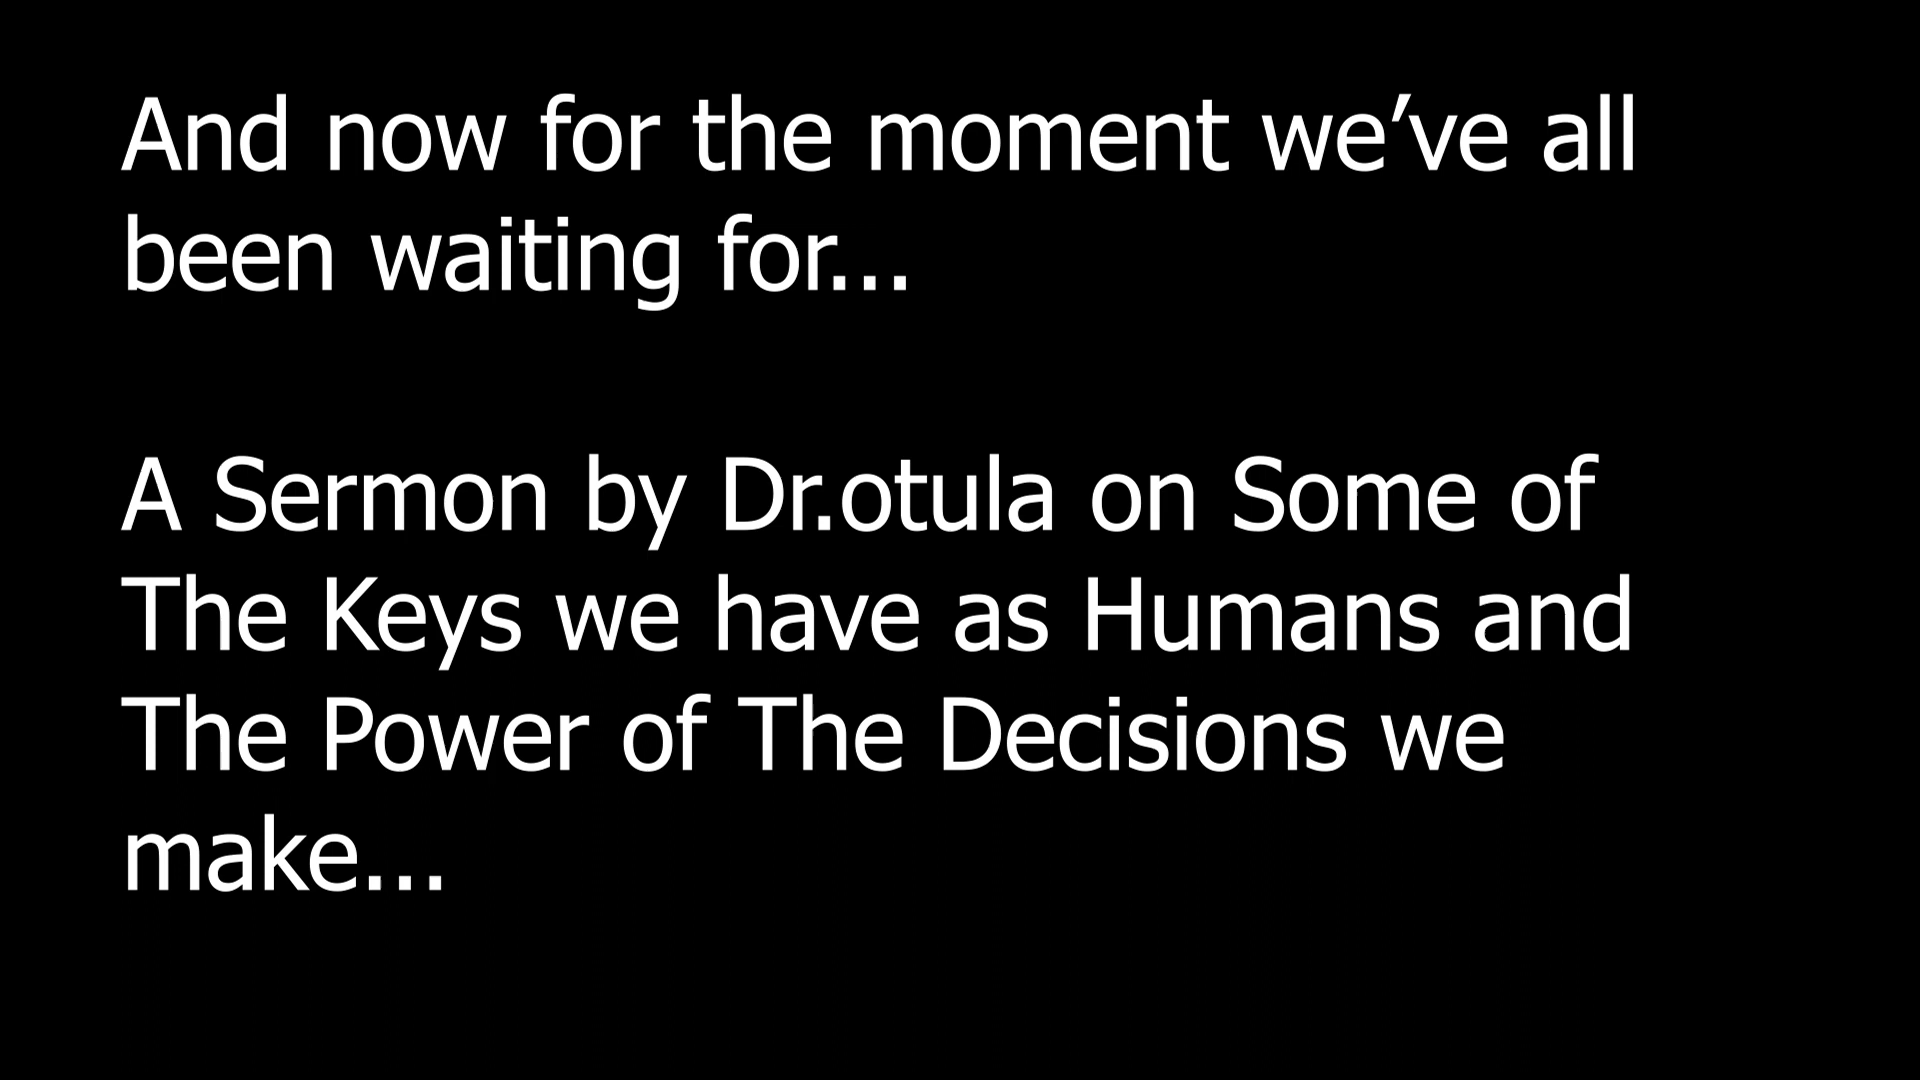 And now for the moment we’ve all
been waiting for...
A Sermon by Dr.otula on Some of
The Keys we have as Humans and
The Power of The Decisions we
make...